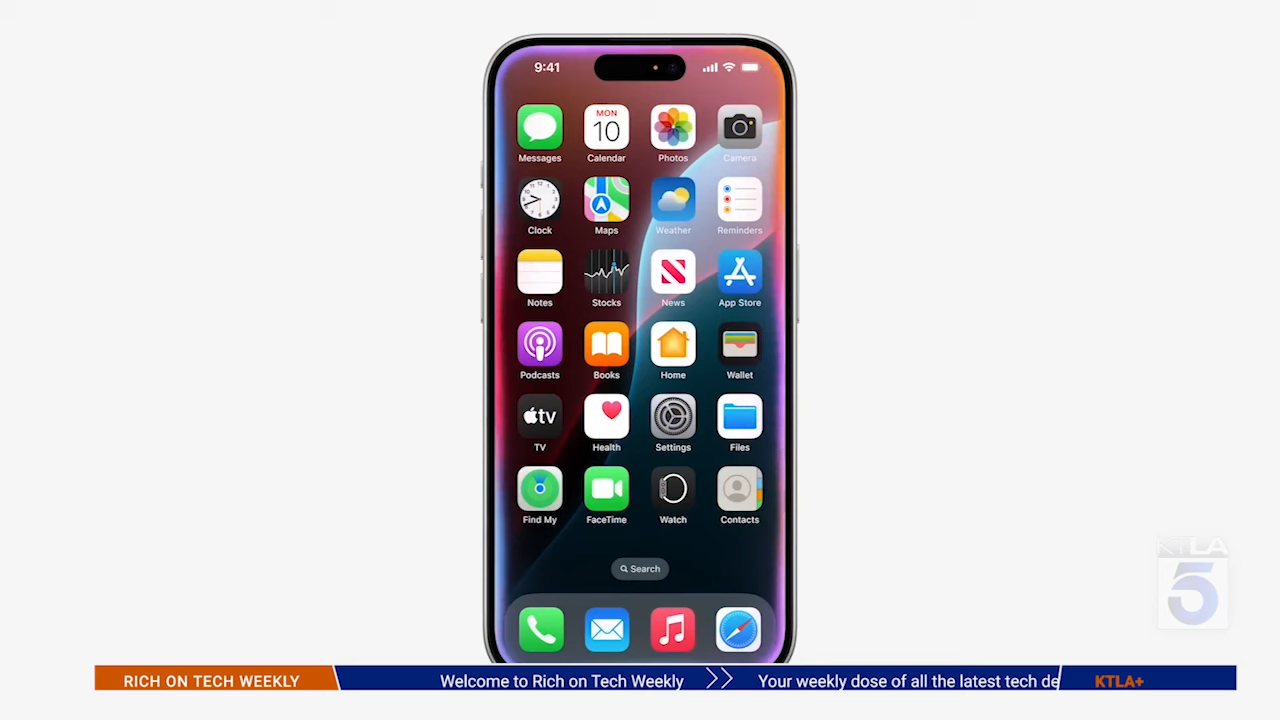 9:41
MON
10
Messages Calendar Photos Camera
Clock Maps Weather Reminders
Notes Stocks News App Store
Podcasts Books Home Wallet
tv
TV Health Settings Files
Find My FaceTime Watch Contacts
Search
KTLA
5
RICH ON TECH WEEKLY Welcome to Rich on Tech Weekly Your weekly dose of all the latest tech de KTLA+